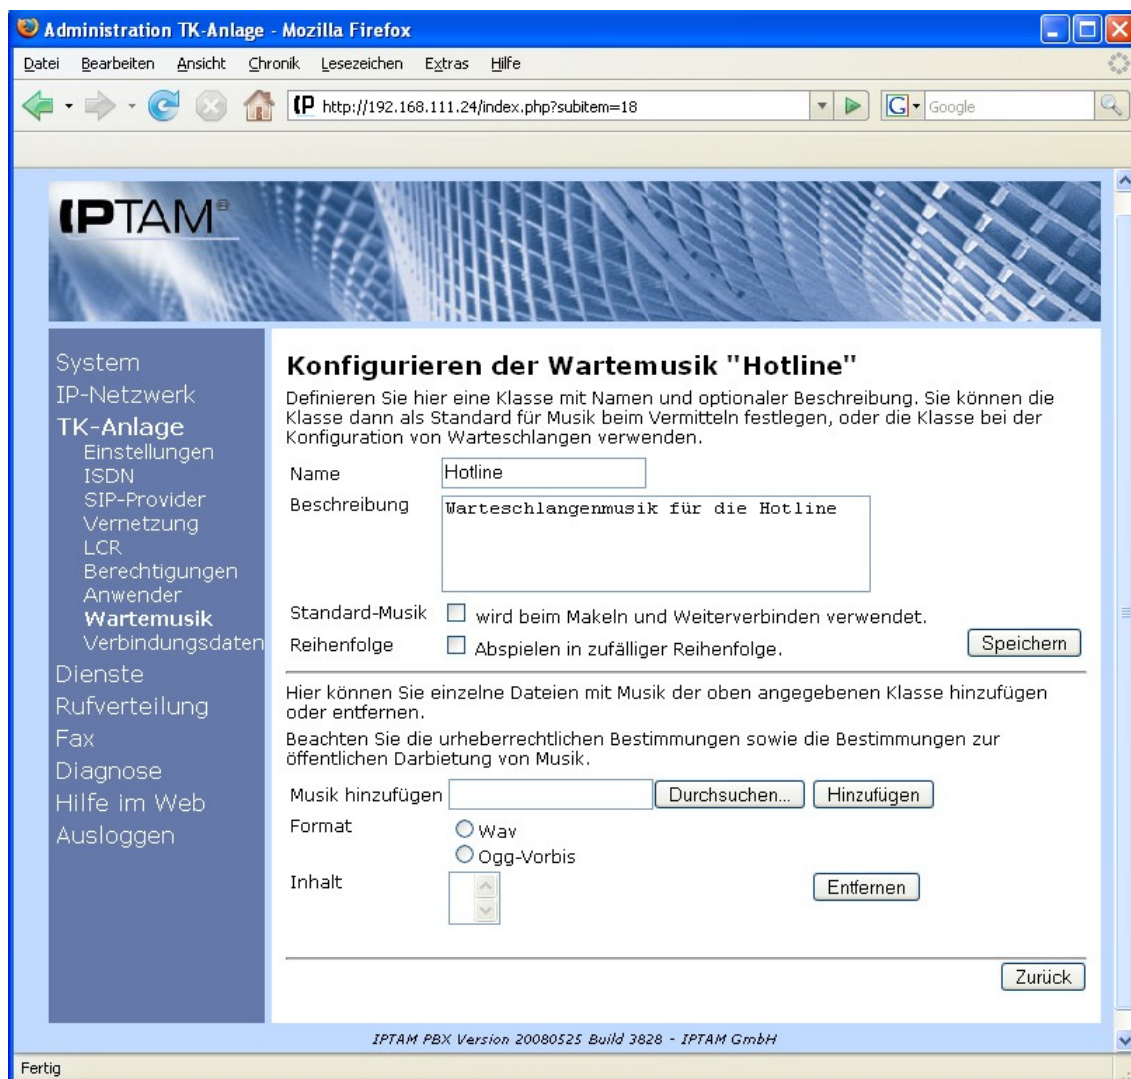 Administration TK-Anlage - Mozilla Firefox
Datei Bearbeiten Ansicht Chronik Lesezeichen Extras Hilfe
http://192.168.111.24/index.php?subitem=18
G Google
IPTAM®
System
IP-Netzwerk
TK-Anlage
Einstellungen
ISDN
SIP-Provider
Vernetzung
LCR
Berechtigungen
Anwender
Wartemusik
Verbindungsdaten
Dienste
Rufverteilung
Fax
Diagnose
Hilfe im Web
Ausloggen
Konfigurieren der Wartemusik "Hotline"
Definieren Sie hier eine Klasse mit Namen und optionaler Beschreibung. Sie können die
Klasse dann als Standard für Musik beim Vermitteln festlegen, oder die Klasse bei der
Konfiguration von Warteschlangen verwenden.
Name Hotline
Beschreibung Warteschlangenmusik für die Hotline
Standard-Musik wird beim Makeln und Weiterverbinden verwendet.
Reihenfolge Abspielen in zufälliger Reihenfolge. Speichern
Hier können Sie einzelne Dateien mit Musik der oben angegebenen Klasse hinzufügen
oder entfernen.
Beachten Sie die urheberrechtlichen Bestimmungen sowie die Bestimmungen zur
öffentlichen Darbietung von Musik.
Musik hinzufügen Durchsuchen... Hinzufügen
Format Wav
Ogg-Vorbis
Inhalt Entfernen
Zurück
IPTAM PBX Version 20080525 Build 3828 - IPTAM GmbH
Fertig